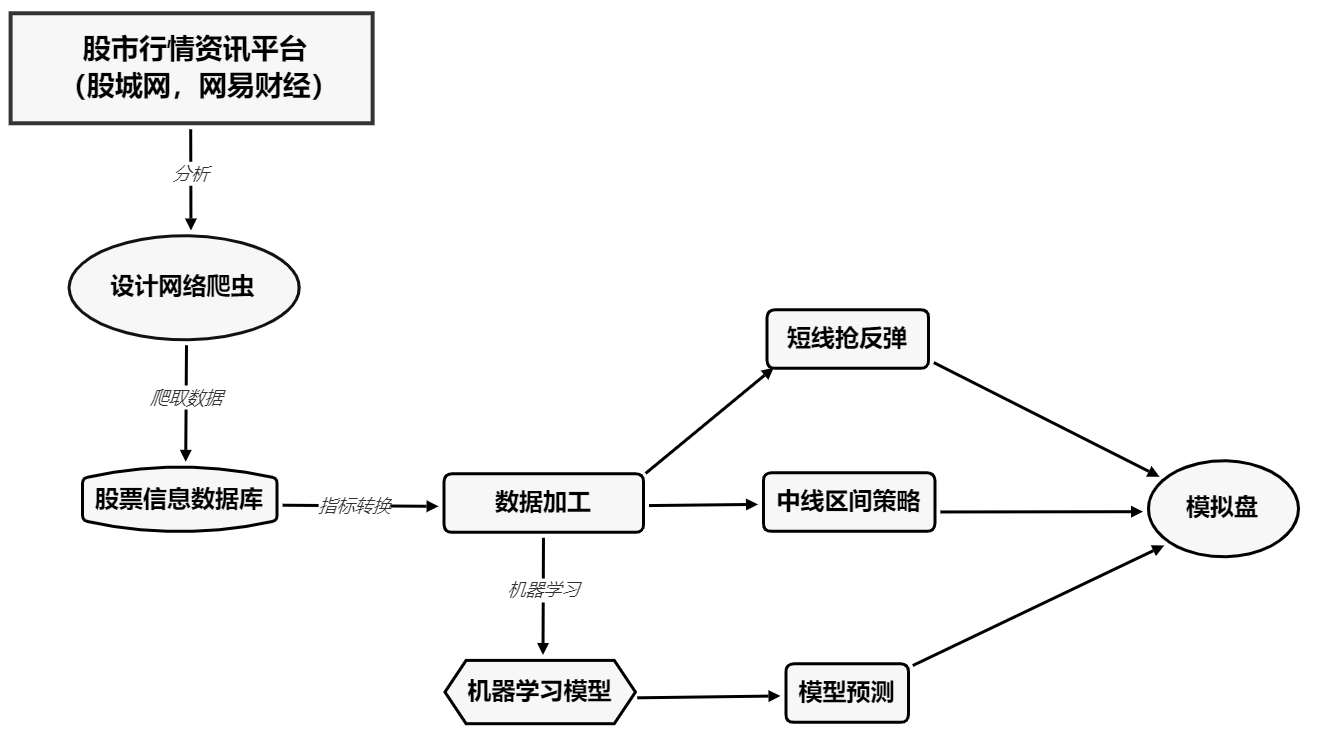 股市行情资讯平台
（股城网，网易财经）
分析
设计网络爬虫
爬取数据
股票信息数据库
指标转换
数据加工
短线抢反弹
中线区间策略
模拟盘
机器学习
机器学习模型
模型预测